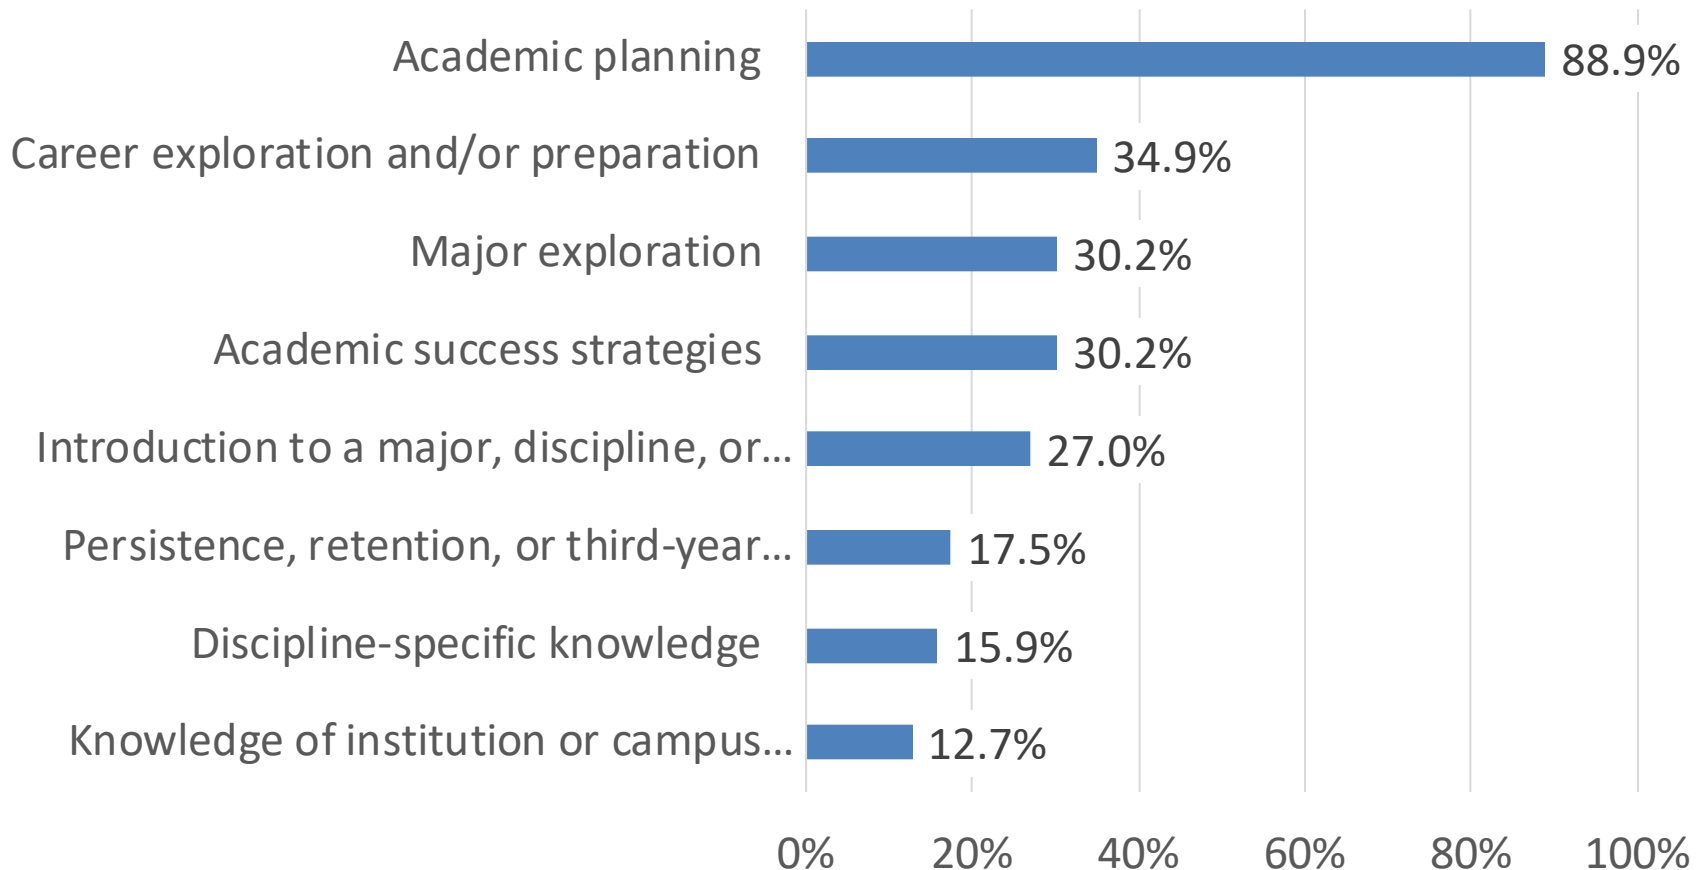 Academic planning 88.9%
Career exploration and/or preparation 34.9%
Major exploration 30.2%
Academic success strategies 30.2%
Introduction to a major, discipline, or... 27.0%
Persistence, retention, or third-year... 17.5%
Discipline-specific knowledge 15.9%
Knowledge of institution or campus... 12.7%
0% 20% 40% 60% 80% 100%